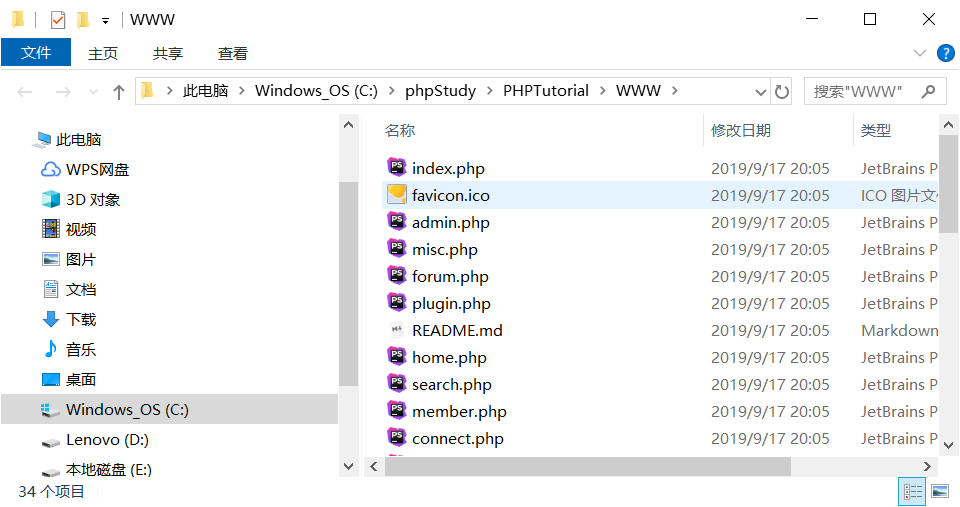 WWW
文件 主页 共享 查看
此电脑 Windows_OS (C:) phpStudy PHPTutorial WWW 搜索"WWW"
名称 修改日期 类型
此电脑
WPS网盘
3D 对象
视频
图片
文档
下载
音乐
桌面
Windows_OS (C:)
Lenovo (D:)
本地磁盘 (E:)
index.php 2019/9/17 20:05 JetBrains P
favicon.ico 2019/9/17 20:05 ICO 图片文
admin.php 2019/9/17 20:05 JetBrains P
misc.php 2019/9/17 20:05 JetBrains P
forum.php 2019/9/17 20:05 JetBrains P
plugin.php 2019/9/17 20:05 JetBrains P
README.md 2019/9/17 20:05 Markdown
home.php 2019/9/17 20:05 JetBrains P
search.php 2019/9/17 20:05 JetBrains P
member.php 2019/9/17 20:05 JetBrains P
connect.php 2019/9/17 20:05 JetBrains P
34 个项目